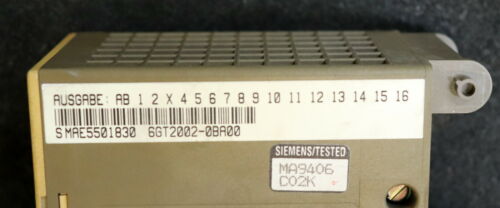 AUSGABE: AB 1 2 X 4 5 6 7 8 9 10 11 12 13 14 15 16
S MAE5501830 6GT2002-0BA00
SIEMENS/TESTED
MA9406
D02K